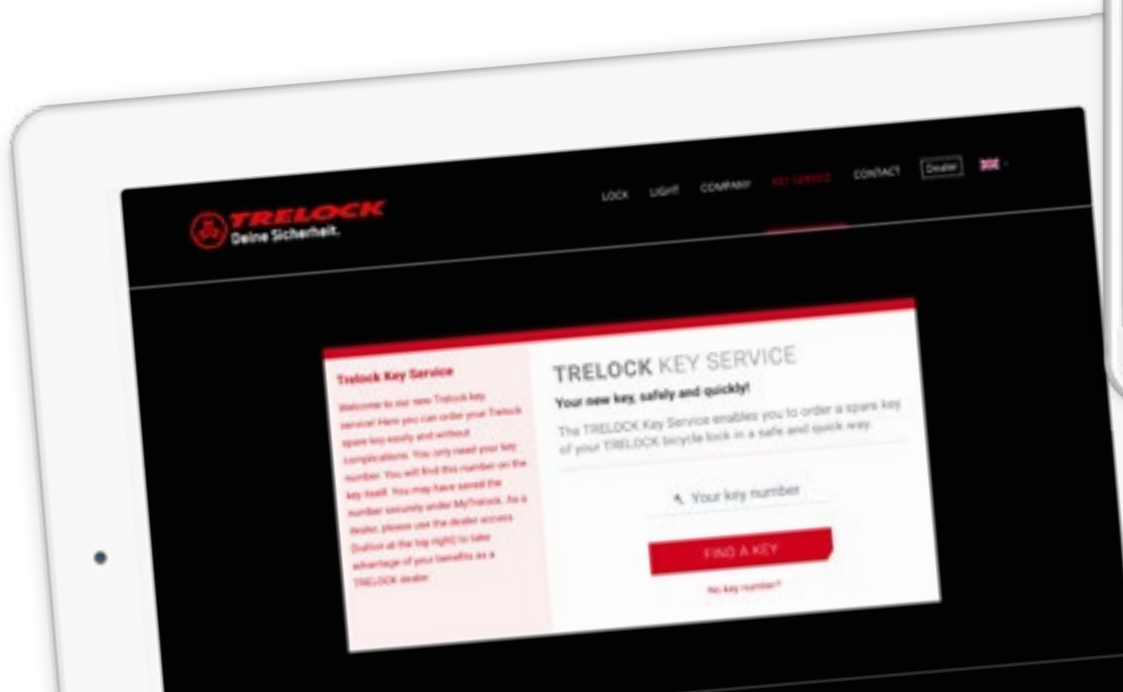 TRELOCK
Deine Sicherheit.
LOCK LIGHT COMPANY KEY SERVICE CONTACT Dealer
Trelock Key Service
Welcome to our new Trelock key
service! Here you can order your Trelock
spare key easily and without
complications. You only need your key
number. You will find this number on the
key itself. You may have saved the
number securely under MyTrelock. As a
dealer, please use the dealer access
(button at the top right) to take
advantage of your benefits as a
TRELOCK dealer.
TRELOCK KEY SERVICE
Your new key, safely and quickly!
The TRELOCK Key Service enables you to order a spare key
of your TRELOCK bicycle lock in a safe and quick way.
Your key number
FIND A KEY
No key number?